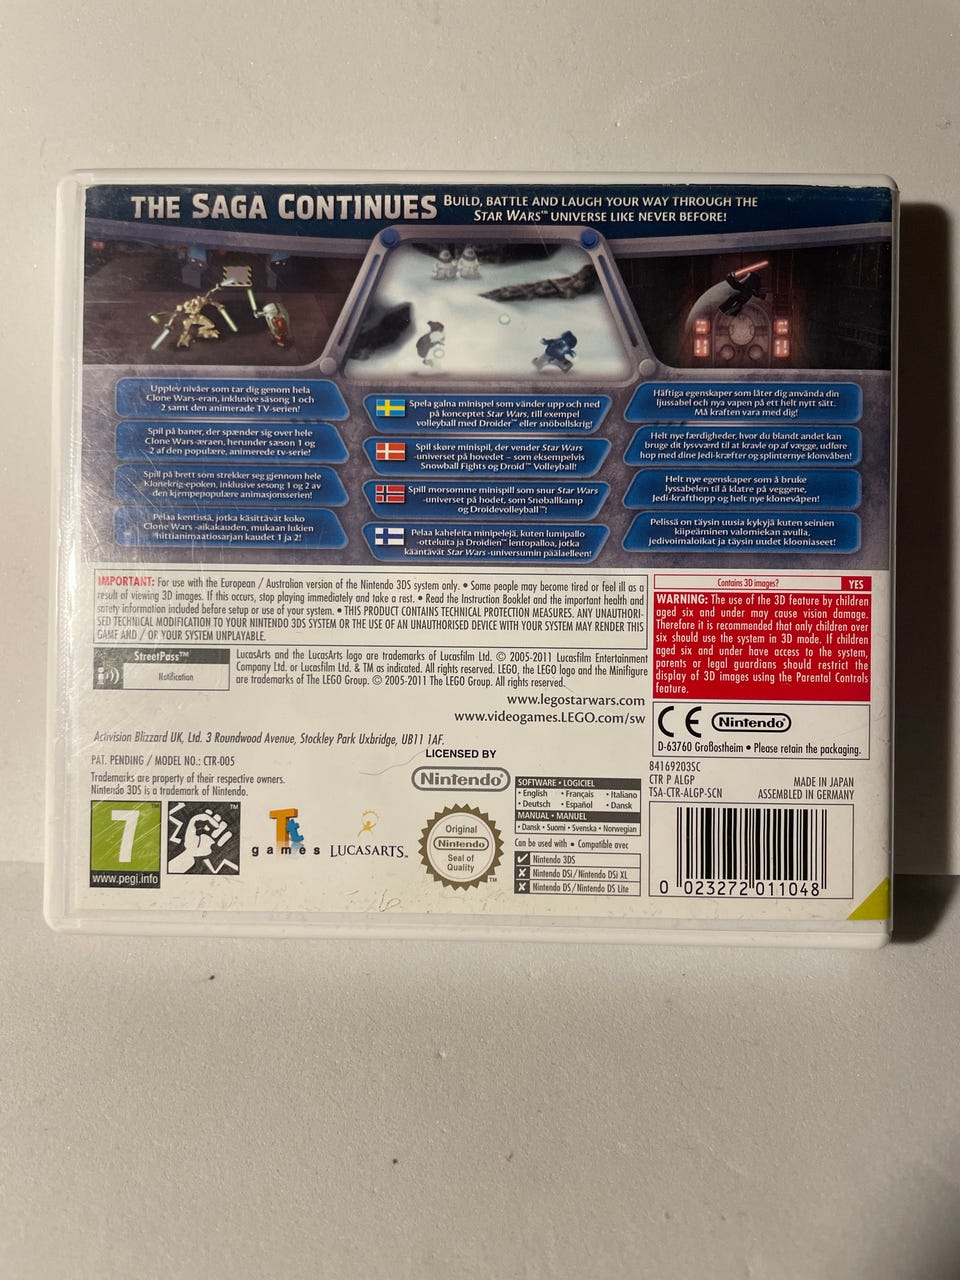 THE SAGA CONTINUES
BUILD, BATTLE AND LAUGH YOUR WAY THROUGH THE
STAR WARS™ UNIVERSE LIKE NEVER BEFORE!
Upplev nivåer som tar dig genom hela
Clone Wars-eran, inklusive säsong 1 och
2 samt den animerade TV-serien!
Spil på baner, der spænder sig over hele
Clone Wars-æraen, herunder sæson 1 og
2 af den populære, animerede tv-serie!
Spill på brett som strekker seg gjennom hele
Klonekrig-epoken, inklusive sesong 1 og 2 av
den kjempepopulære animasjonsserien!
Pelaa kentissä, jotka käsittävät koko
Clone Wars -aikakauden, mukaan lukien
hittianimaatiosarjan kaudet 1 ja 2!
Spela galna minispel som vänder upp och ned
på konceptet Star Wars, till exempel
volleyball med Droider™ eller snöbollskrig!
Spil skøre minispil, der vender Star Wars
-universet på hovedet – som eksempelvis
Snowball Fights og Droid™ Volleyball!
Spill morsomme minispill som snur Star Wars
-universet på hodet, som Snøballkamp
og Droidevolleyball™!
Pelaa kaheleita minipelejä, kuten lumipallo
-otteluita ja Droidien™ lentopalloa, jotka
kääntävät Star Wars -universumin päälaelleen!
Häftiga egenskaper som låter dig använda din
ljussabel och nya vapen på ett helt nytt sätt.
Må kraften vara med dig!
Helt nye færdigheder, hvor du blandt andet kan
bruge dit lysværd til at kravle op af vægge, udføre
hop med dine Jedi-kræfter og splinternye klonvåben!
Helt nye egenskaper som å bruke
lyssabelen til å klatre på veggene,
Jedi-krafthopp og helt nye klonevåpen!
Pelissä on täysin uusia kykyjä kuten seinien
kiipeäminen valomiekan avulla,
jedivoimaloikat ja täysin uudet klooniaseet!
IMPORTANT: For use with the European / Australian version of the Nintendo 3DS system only. • Some people may become tired or feel ill as a
result of viewing 3D images. If this occurs, stop playing immediately and take a rest. • Read the Instruction Booklet and the important health and
safety information included before setup or use of your system. • THIS PRODUCT CONTAINS TECHNICAL PROTECTION MEASURES. ANY UNAUTHORI-
SED TECHNICAL MODIFICATION TO YOUR NINTENDO 3DS SYSTEM OR THE USE OF AN UNAUTHORISED DEVICE WITH YOUR SYSTEM MAY RENDER THIS
GAME AND / OR YOUR SYSTEM UNPLAYABLE.
Contains 3D images? YES
WARNING: The use of the 3D feature by children
aged six and under may cause vision damage.
Therefore it is recommended that only children over
six should use the system in 3D mode. If children
aged six and under have access to the system,
parents or legal guardians should restrict the
display of 3D images using the Parental Controls
feature.
StreetPass™
Notification
LucasArts and the LucasArts logo are trademarks of Lucasfilm Ltd. © 2005-2011 Lucasfilm Entertainment
Company Ltd. or Lucasfilm Ltd. & TM as indicated. All rights reserved. LEGO, the LEGO logo and the Minifigure
are trademarks of The LEGO Group. © 2005-2011 The LEGO Group. All rights reserved.
www.legostarwars.com
www.videogames.LEGO.com/sw
CE Nintendo®
D-63760 Großostheim • Please retain the packaging.
Activision Blizzard UK, Ltd. 3 Roundwood Avenue, Stockley Park Uxbridge, UB11 1AF.
PAT. PENDING / MODEL NO.: CTR-005
Trademarks are property of their respective owners.
Nintendo 3DS is a trademark of Nintendo.
LICENSED BY
Nintendo®
84169203SC
CTR P ALGP
TSA-CTR-ALGP-SCN
MADE IN JAPAN
ASSEMBLED IN GERMANY
7
www.pegi.info
Tt
games
LUCASARTS™
Original
Nintendo
Seal of
Quality
™
SOFTWARE • LOGICIEL
• English • Français • Italiano
• Deutsch • Español • Dansk
MANUAL • MANUEL
• Dansk • Suomi • Svenska • Norwegian
Can be used with • Compatible avec
Nintendo 3DS
Nintendo DSi/Nintendo DSi XL
Nintendo DS/Nintendo DS Lite
0 023272 011048